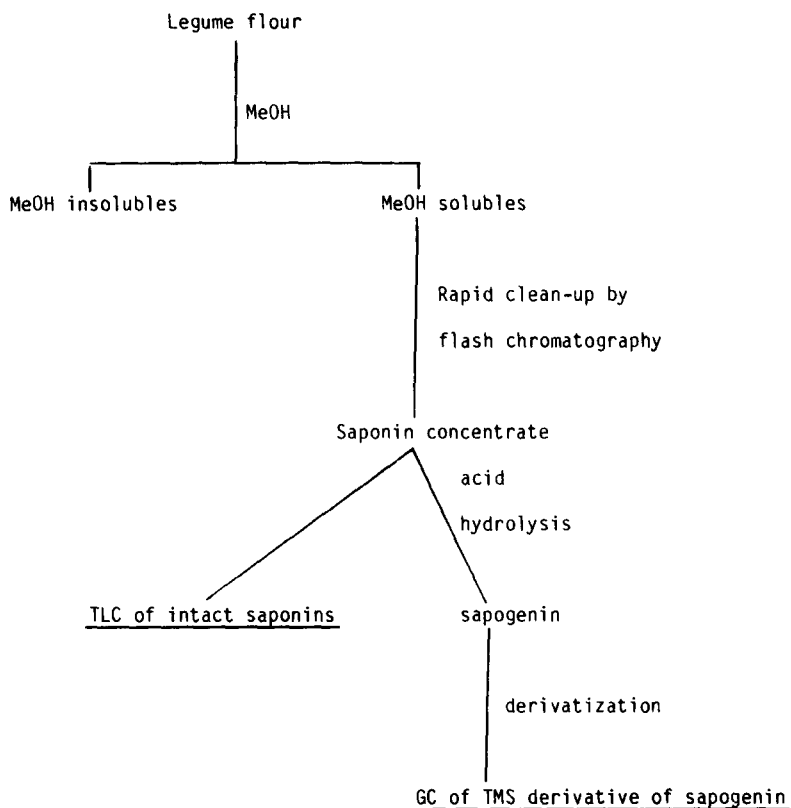 Legume flour
MeOH
MeOH insolubles
MeOH solubles
Rapid clean-up by
flash chromatography
Saponin concentrate
acid
hydrolysis
TLC of intact saponins
sapogenin
derivatization
GC of TMS derivative of sapogenin